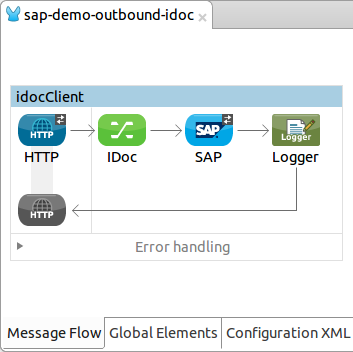 sap-demo-outbound-idoc
idocClient
SAP
HTTP IDoc SAP Logger
HTTP
HTTP
Error handling
Message Flow Global Elements Configuration XML